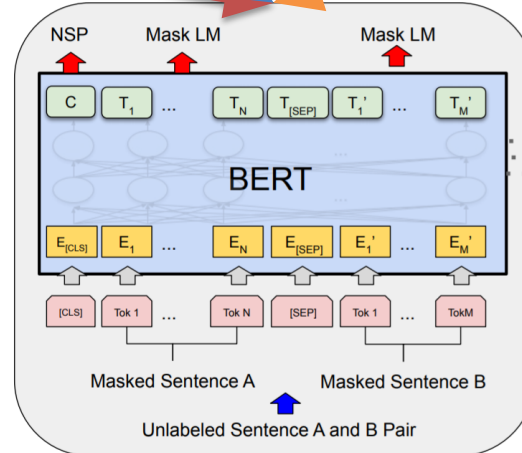 NSP Mask LM Mask LM
C T1 ... TN T[SEP] T1' ... TM'
...
BERT
...
E[CLS] E1 ... EN E[SEP] E1' ... EM'
[CLS] Tok 1 ... Tok N [SEP] Tok 1 ... TokM
Masked Sentence A Masked Sentence B
Unlabeled Sentence A and B Pair